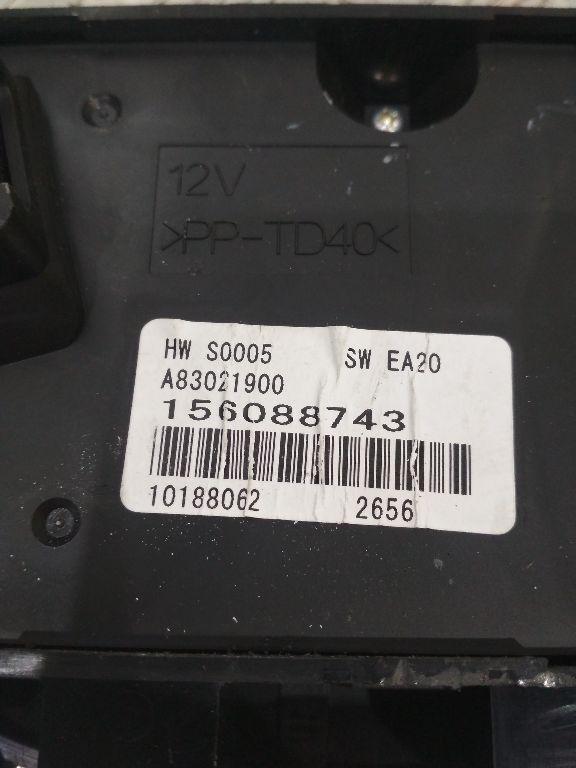 12V
>PP-TD40<
HW S0005 SW EA20
A83021900
156088743
10188062 2656